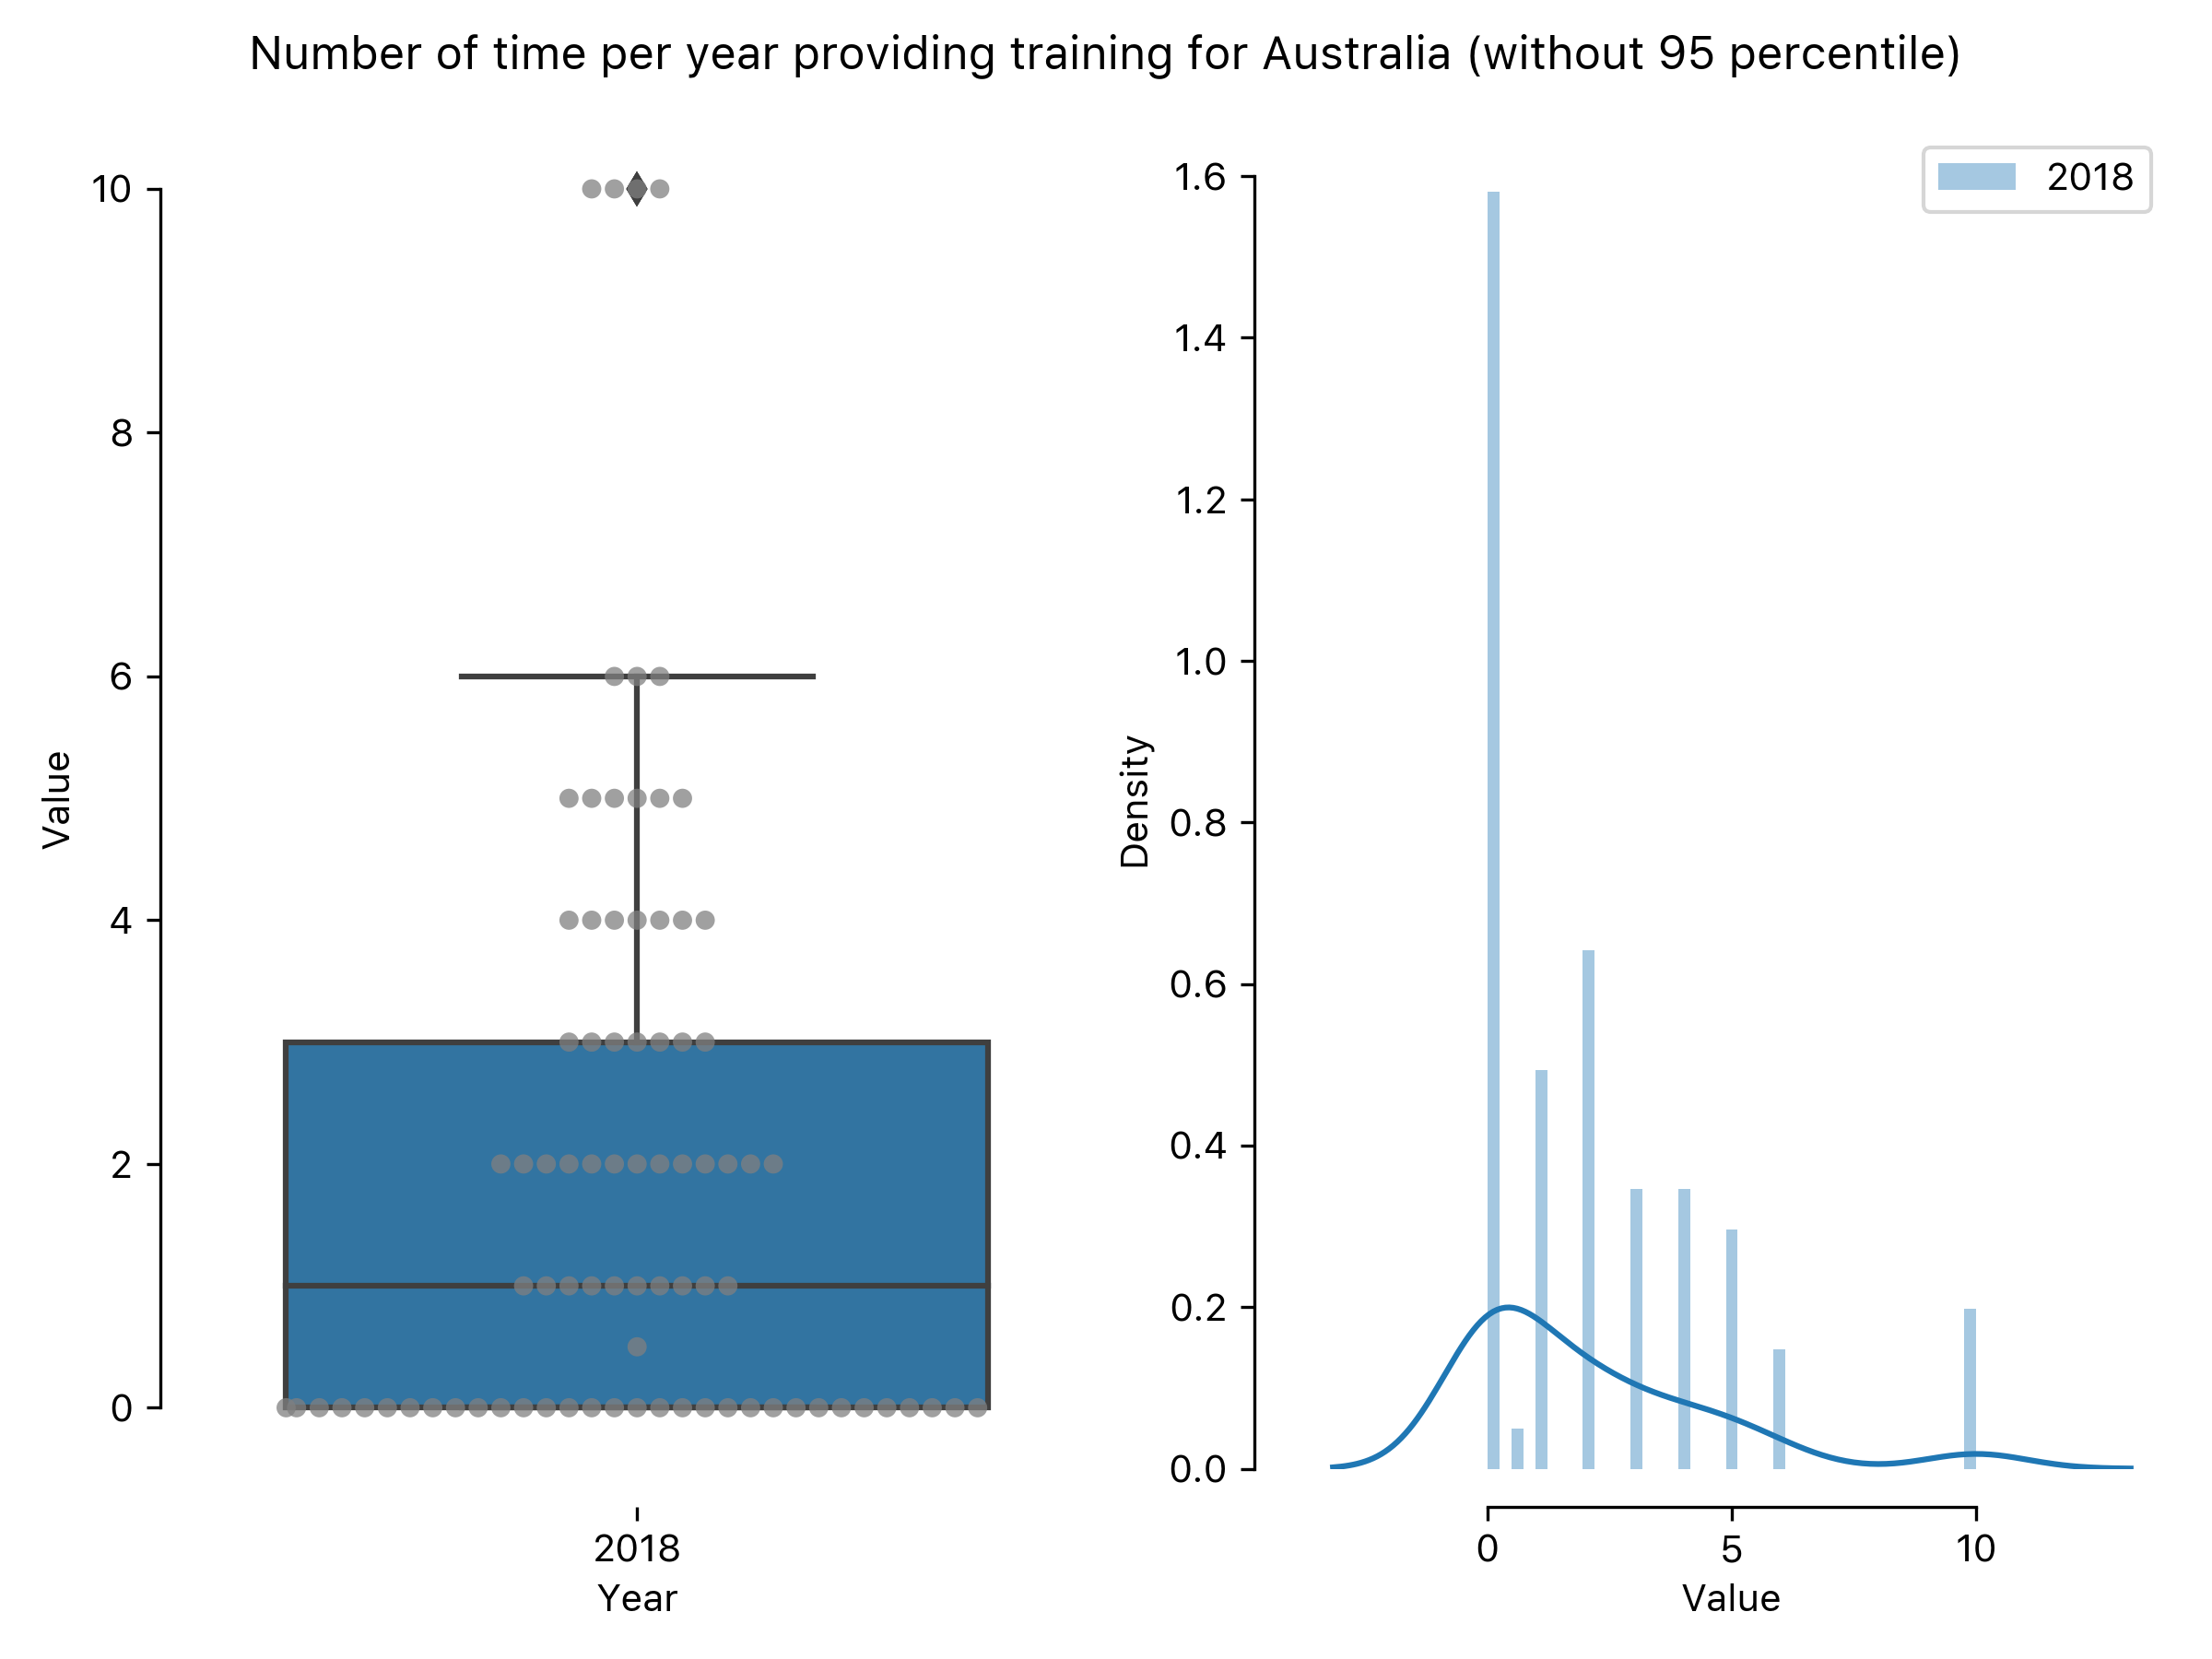 Number of time per year providing training for Australia (without 95 percentile)
10
8
6
4
2
0
Value
2018
Year
1.6
1.4
1.2
1.0
0.8
0.6
0.4
0.2
0.0
Density
2018
0 5 10
Value